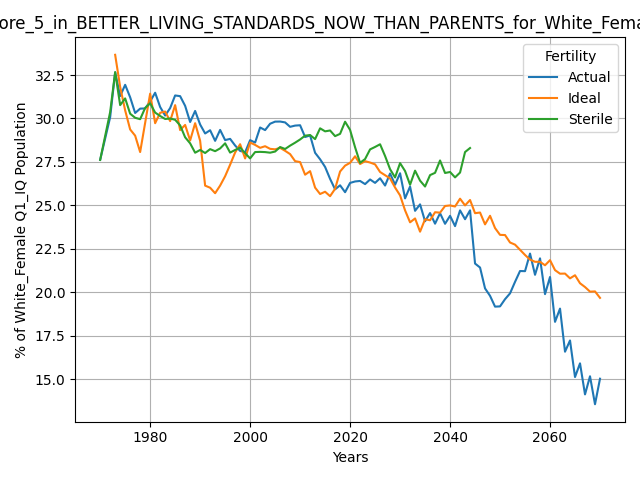 ore_5_in_BETTER_LIVING_STANDARDS_NOW_THAN_PARENTS_for_White_Fema
Fertility
Actual
Ideal
Sterile
% of White_Female Q1_IQ Population
32.5
30.0
27.5
25.0
22.5
20.0
17.5
15.0
1980
2000
2020
2040
2060
Years